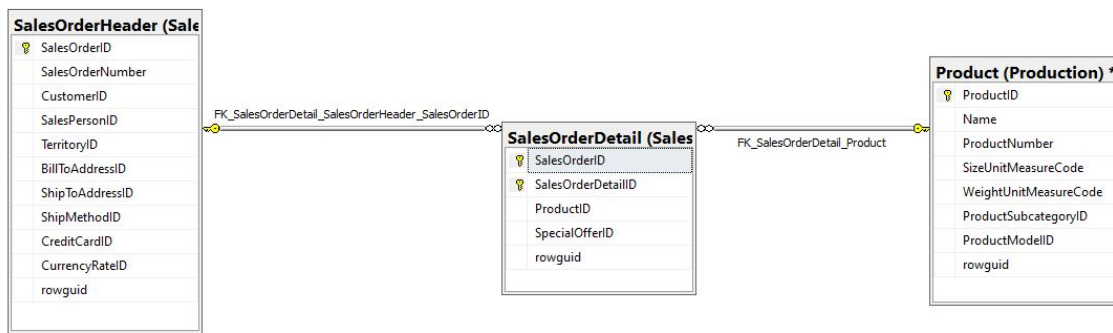 SalesOrderHeader (Sale
SalesOrderID
SalesOrderNumber
CustomerID
SalesPersonID
TerritoryID
BillToAddressID
ShipToAddressID
ShipMethodID
CreditCardID
CurrencyRateID
rowguid
FK_SalesOrderDetail_SalesOrderHeader_SalesOrderID
SalesOrderDetail (Sales
SalesOrderID
SalesOrderDetailID
ProductID
SpecialOfferID
rowguid
FK_SalesOrderDetail_Product
Product (Production) *
ProductID
Name
ProductNumber
SizeUnitMeasureCode
WeightUnitMeasureCode
ProductSubcategoryID
ProductModelID
rowguid